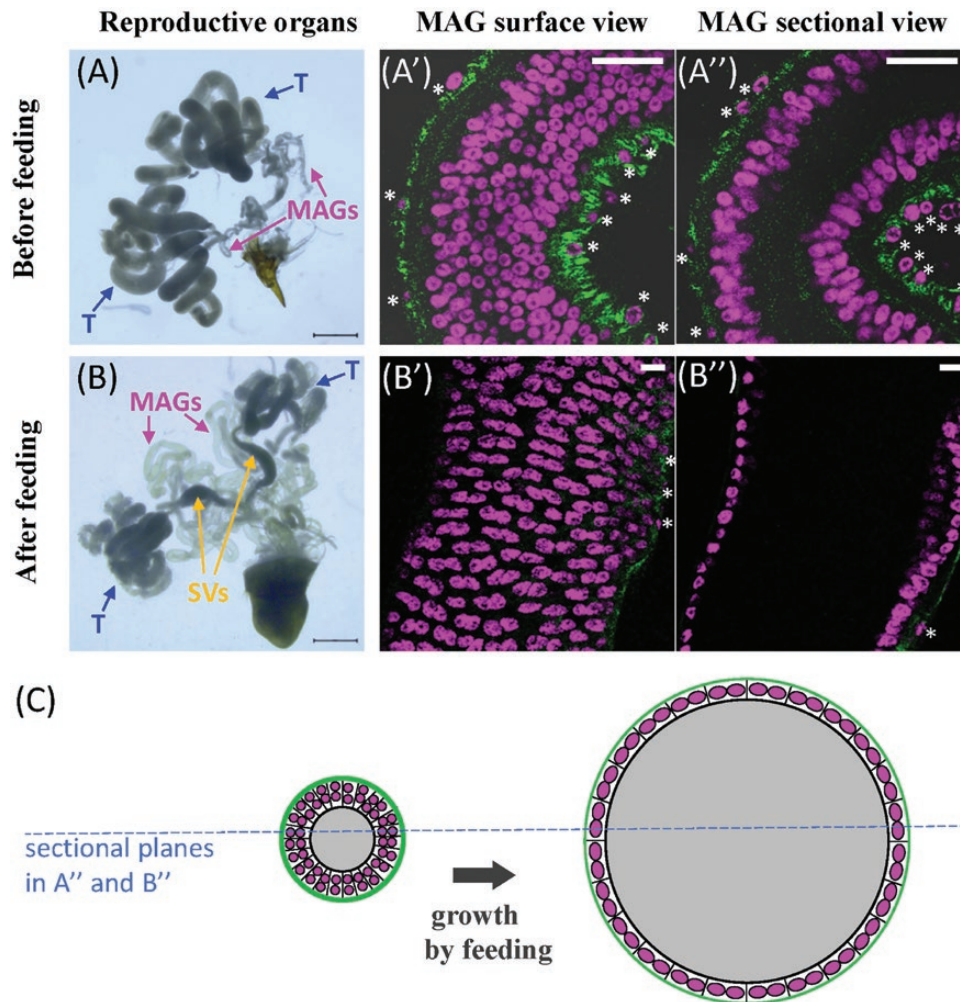 Reproductive organs
MAG surface view
MAG sectional view
Before feeding
(A)
T
MAGs
T
(A')
*
*
*
*
*
*
*
*
*
*
(A'')
*
*
*
*
*
*
*
*
*
*
*
After feeding
(B)
T
MAGs
SVs
T
(B')
*
*
*
(B'')
*
(C)
sectional planes
in A'' and B''
growth
by feeding